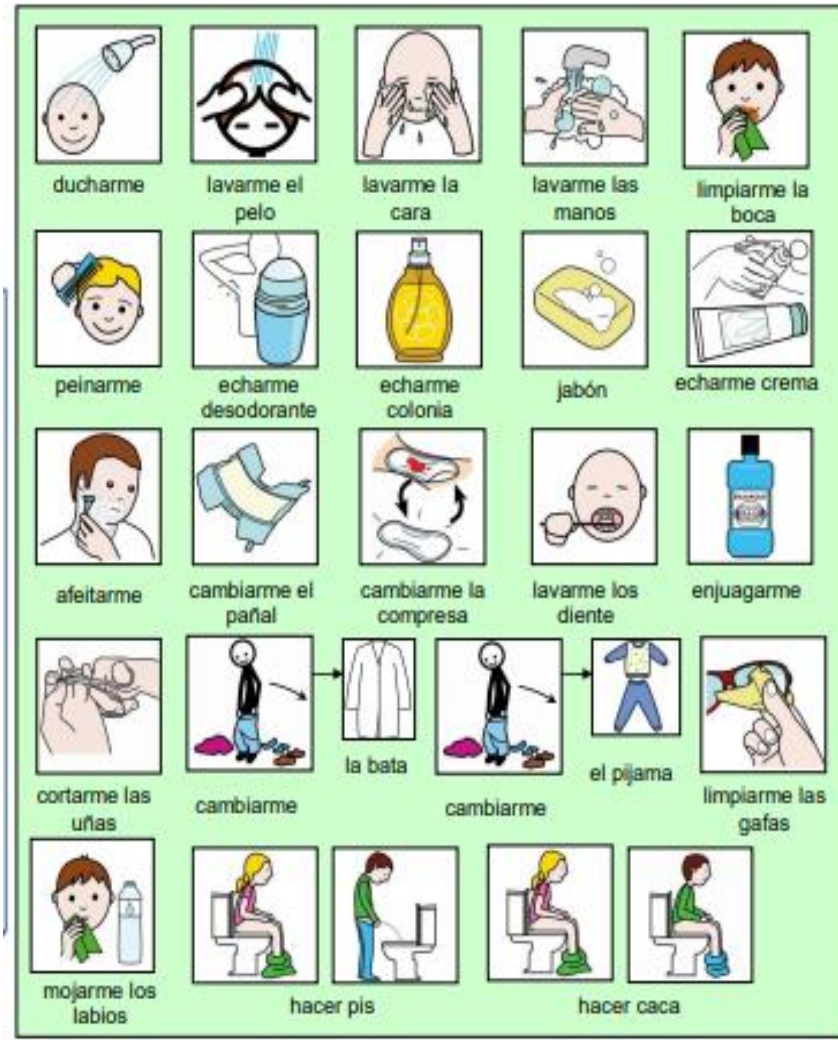 ducharme
lavarme el
pelo
lavarme la
cara
lavarme las
manos
limpiarme la
boca
peinarme
echarme
desodorante
echarme
colonia
jabón
echarme crema
afeitarme
cambiarme el
pañal
cambiarme la
compresa
lavarme los
diente
enjuagarme
cortarme las
uñas
cambiarme
la bata
cambiarme
el pijama
limpiarme las
gafas
mojarme los
labios
hacer pis
hacer caca